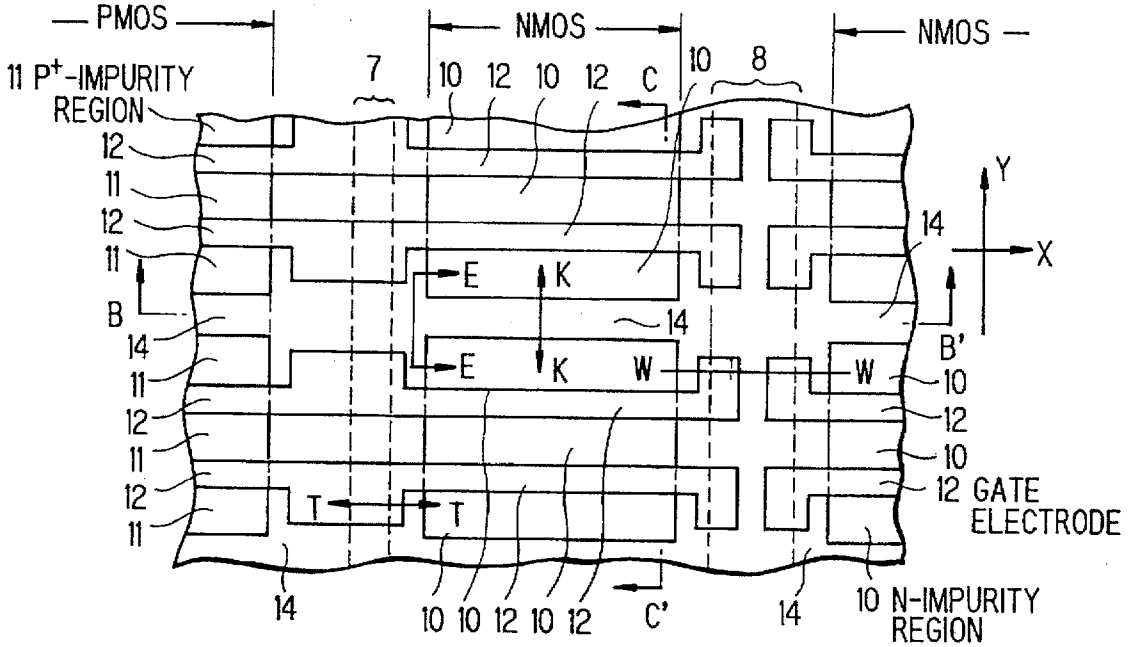 PMOS NMOS NMOS
7 10 12 10 12 C 10 8
11 P+-IMPURITY
REGION
12
11
12
11
B
14
11
12
11
12
11
Y
X
14
E K
14
E K W W
B'
10
12
10
12 GATE
ELECTRODE
T T
14 10 10 12 10 12 C' 14 10 N-IMPURITY
REGION